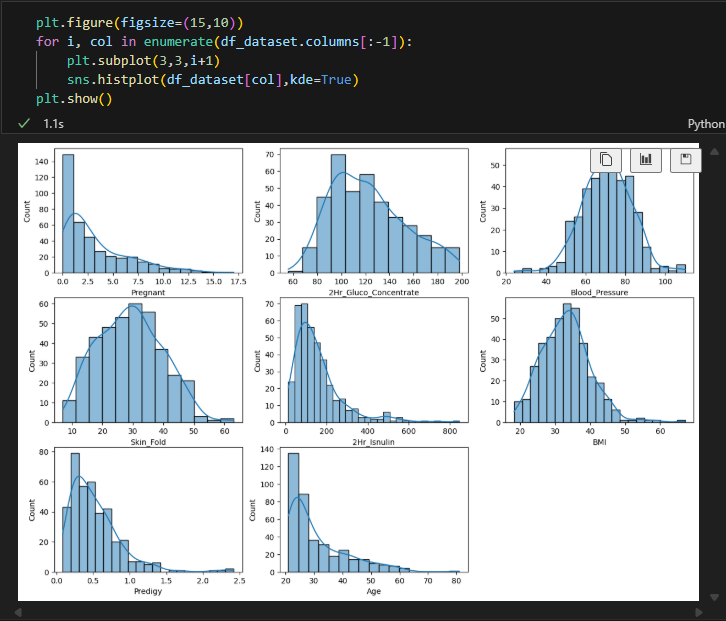 plt.figure(figsize=(15,10))
for i, col in enumerate(df_dataset.columns[:-1]):
plt.subplot(3,3,i+1)
sns.histplot(df_dataset[col],kde=True)
plt.show()
1.1s
Python
140
120
100
80
60
40
20
0
Count
0.0 2.5 5.0 7.5 10.0 12.5 15.0 17.5
Pregnant
70
60
50
40
30
20
10
0
Count
60 80 100 120 140 160 180 200
2Hr_Gluco_Concentrate
50
40
30
20
10
0
Count
20 40 60 80 100
Blood_Pressure
60
50
40
30
20
10
0
Count
10 20 30 40 50 60
Skin_Fold
70
60
50
40
30
20
10
0
Count
0 200 400 600 800
2Hr_Isnulin
50
40
30
20
10
0
Count
20 30 40 50 60
BMI
80
60
40
20
0
Count
0.0 0.5 1.0 1.5 2.0 2.5
Predigy
140
120
100
80
60
40
20
0
Count
20 30 40 50 60 70 80
Age